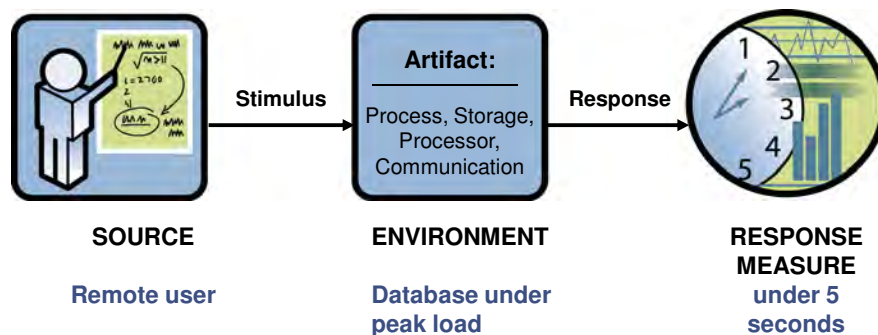 Artifact:
Stimulus
Response
Process, Storage,
Processor,
Communication
1
2
3
4
5
SOURCE
ENVIRONMENT
RESPONSE
MEASURE
Remote user
Database under
peak load
under 5
seconds